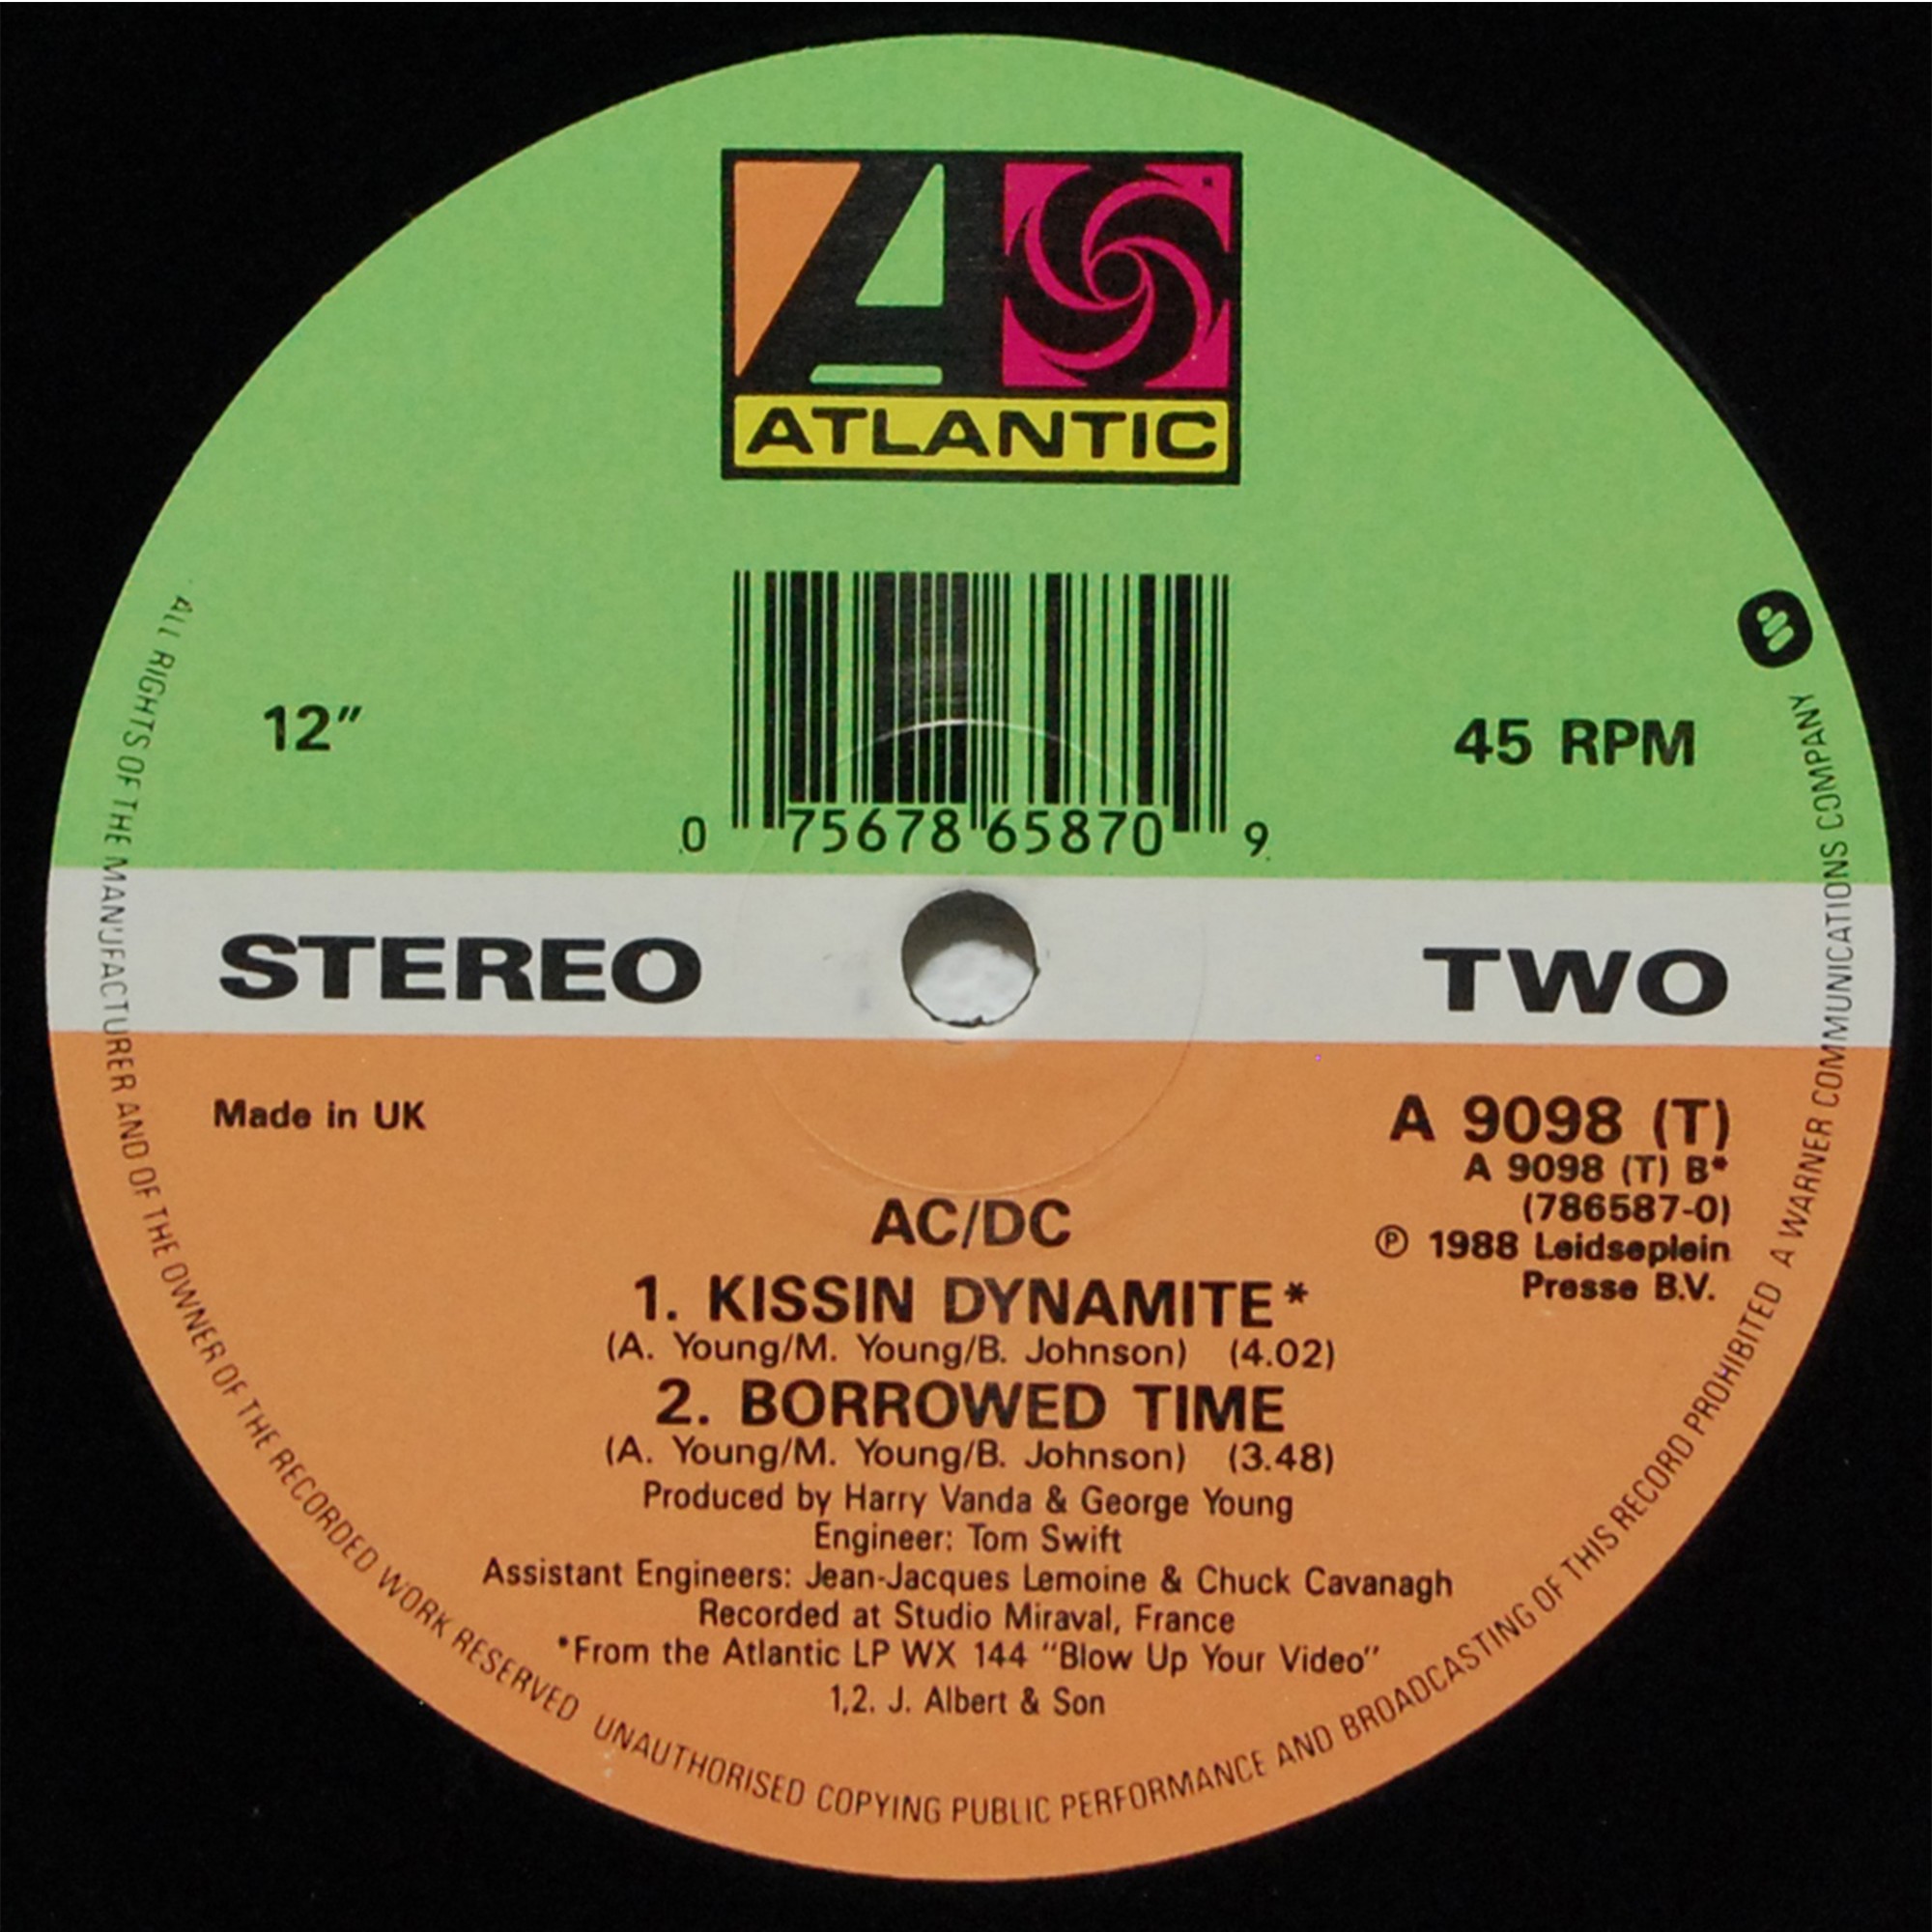 A
ATLANTIC
12″
45 RPM
0 75678 65870 9
STEREO
TWO
Made in UK
A 9098 (T)
A 9098 (T) B*
(786587-0)
℗ 1988 Leidseplein
Presse B.V.
AC/DC
1. KISSIN DYNAMITE*
(A. Young/M. Young/B. Johnson) (4.02)
2. BORROWED TIME
(A. Young/M. Young/B. Johnson) (3.48)
Produced by Harry Vanda & George Young
Engineer: Tom Swift
Assistant Engineers: Jean-Jacques Lemoine & Chuck Cavanagh
Recorded at Studio Miraval, France
*From the Atlantic LP WX 144 "Blow Up Your Video"
1,2. J. Albert & Son
ALL RIGHTS OF THE MANUFACTURER AND OF THE OWNER OF THE RECORDED WORK RESERVED UNAUTHORISED COPYING PUBLIC PERFORMANCE AND BROADCASTING OF THIS RECORD PROHIBITED A WARNER COMMUNICATIONS COMPANY